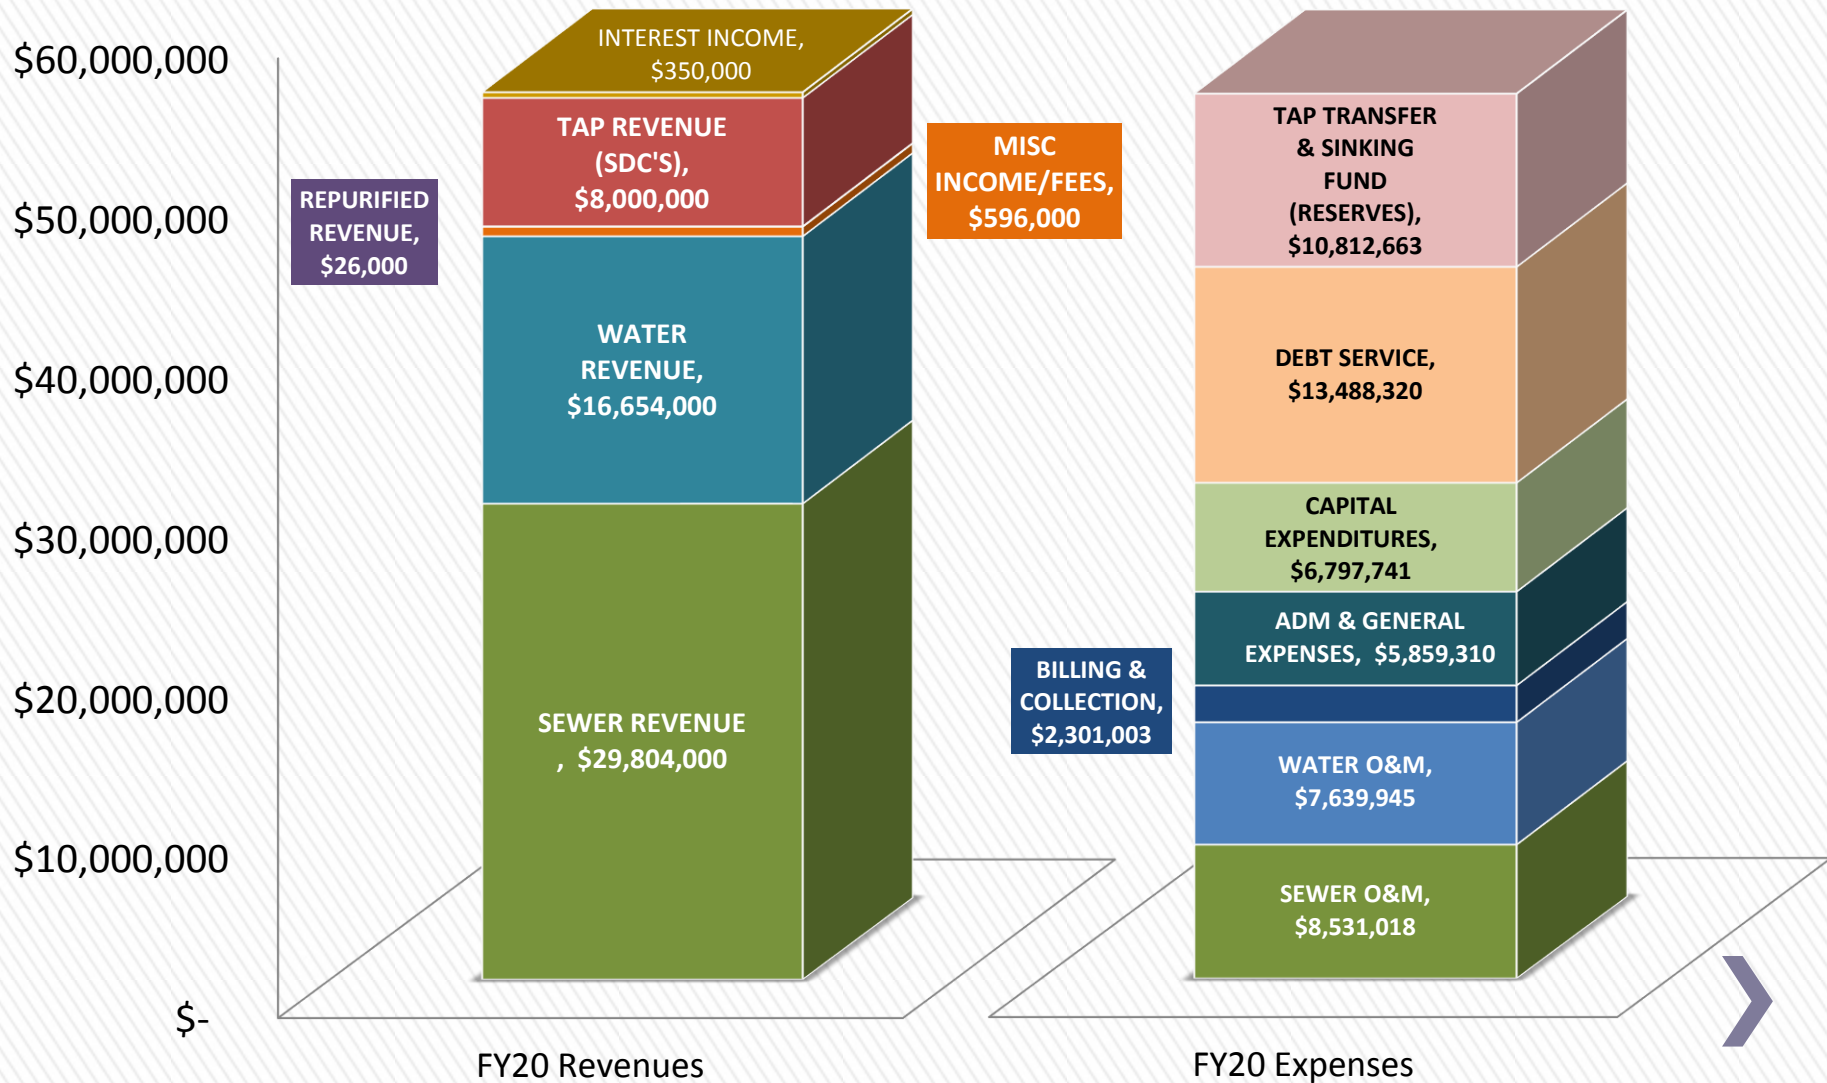 $60,000,000
$50,000,000
$40,000,000
$30,000,000
$20,000,000
$10,000,000
$-
INTEREST INCOME,
$350,000
TAP REVENUE
(SDC'S),
$8,000,000
MISC
INCOME/FEES,
$596,000
REPURIFIED
REVENUE,
$26,000
WATER
REVENUE,
$16,654,000
SEWER REVENUE
, $29,804,000
FY20 Revenues
TAP TRANSFER
& SINKING
FUND
(RESERVES),
$10,812,663
DEBT SERVICE,
$13,488,320
CAPITAL
EXPENDITURES,
$6,797,741
ADM & GENERAL
EXPENSES, $5,859,310
BILLING &
COLLECTION,
$2,301,003
WATER O&M,
$7,639,945
SEWER O&M,
$8,531,018
FY20 Expenses